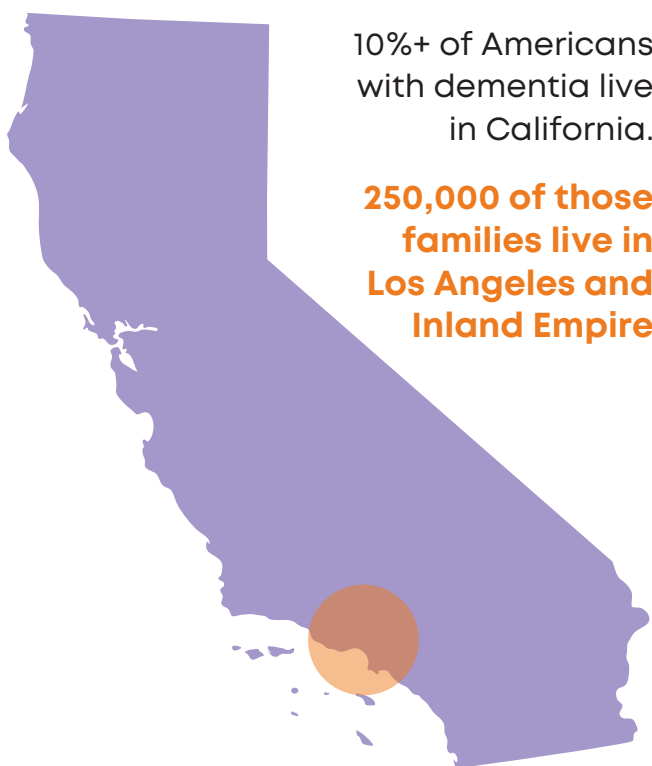 10%+ of Americans
with dementia live
in California.
250,000 of those
families live in
Los Angeles and
Inland Empire